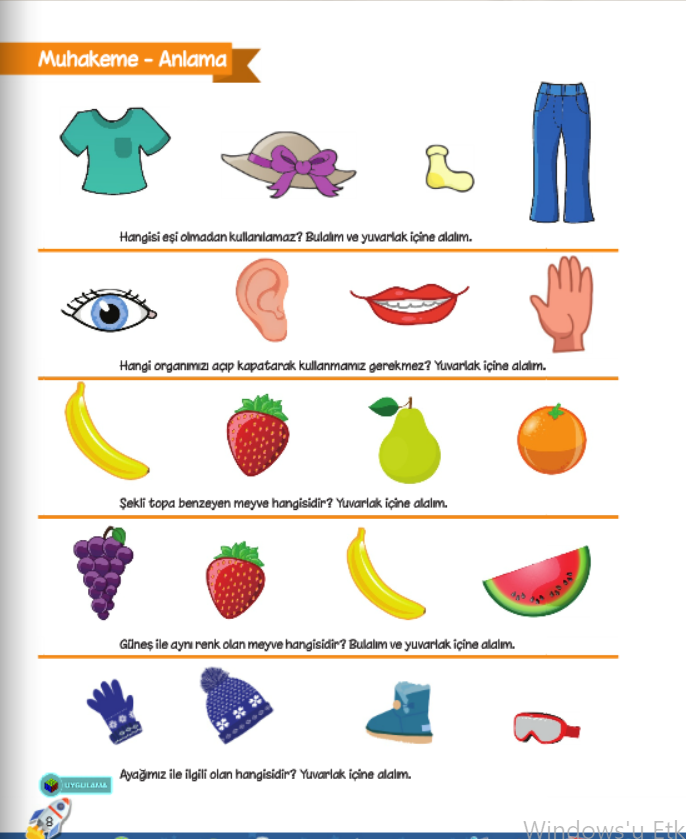 Muhakeme - Anlama
Hangisi eşi olmadan kullanılamaz? Bulalım ve yuvarlak içine alalım.
Hangi organımızı açıp kapatarak kullanmamız gerekmez? Yuvarlak içine alalım.
Şekli topa benzeyen meyve hangisidir? Yuvarlak içine alalım.
Güneş ile aynı renk olan meyve hangisidir? Bulalım ve yuvarlak içine alalım.
Ayağımız ile ilgili olan hangisidir? Yuvarlak içine alalım.
UYGULAMA
8
Windows'u Etk